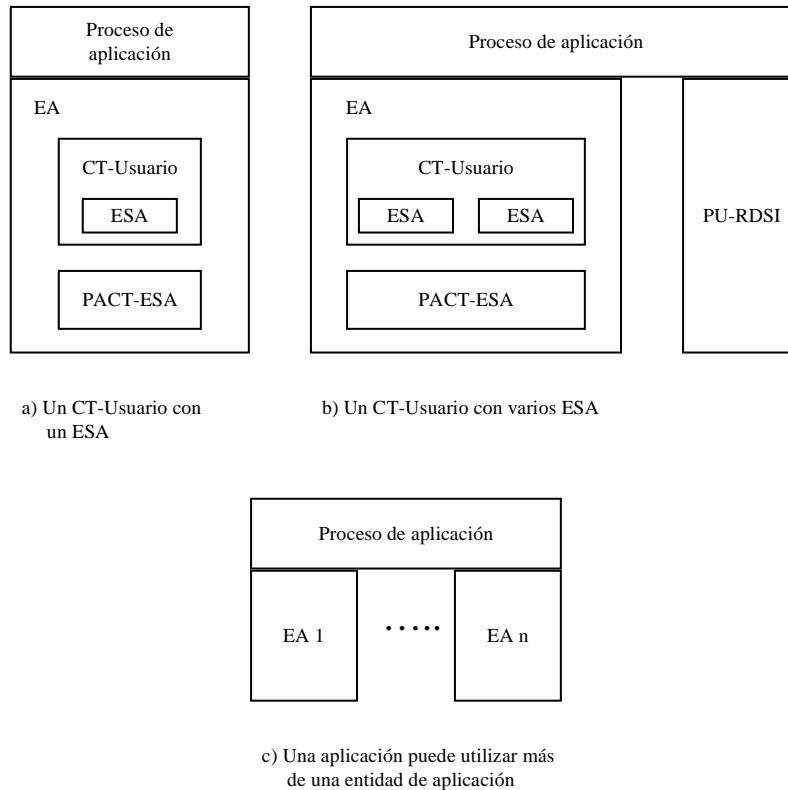 Proceso de
aplicación
EA
CT-Usuario
ESA
PACT-ESA
a) Un CT-Usuario con
un ESA
Proceso de aplicación
EA
CT-Usuario
ESA
ESA
PACT-ESA
PU-RDSI
b) Un CT-Usuario con varios ESA
Proceso de aplicación
EA 1
.....
EA n
c) Una aplicación puede utilizar más
de una entidad de aplicación